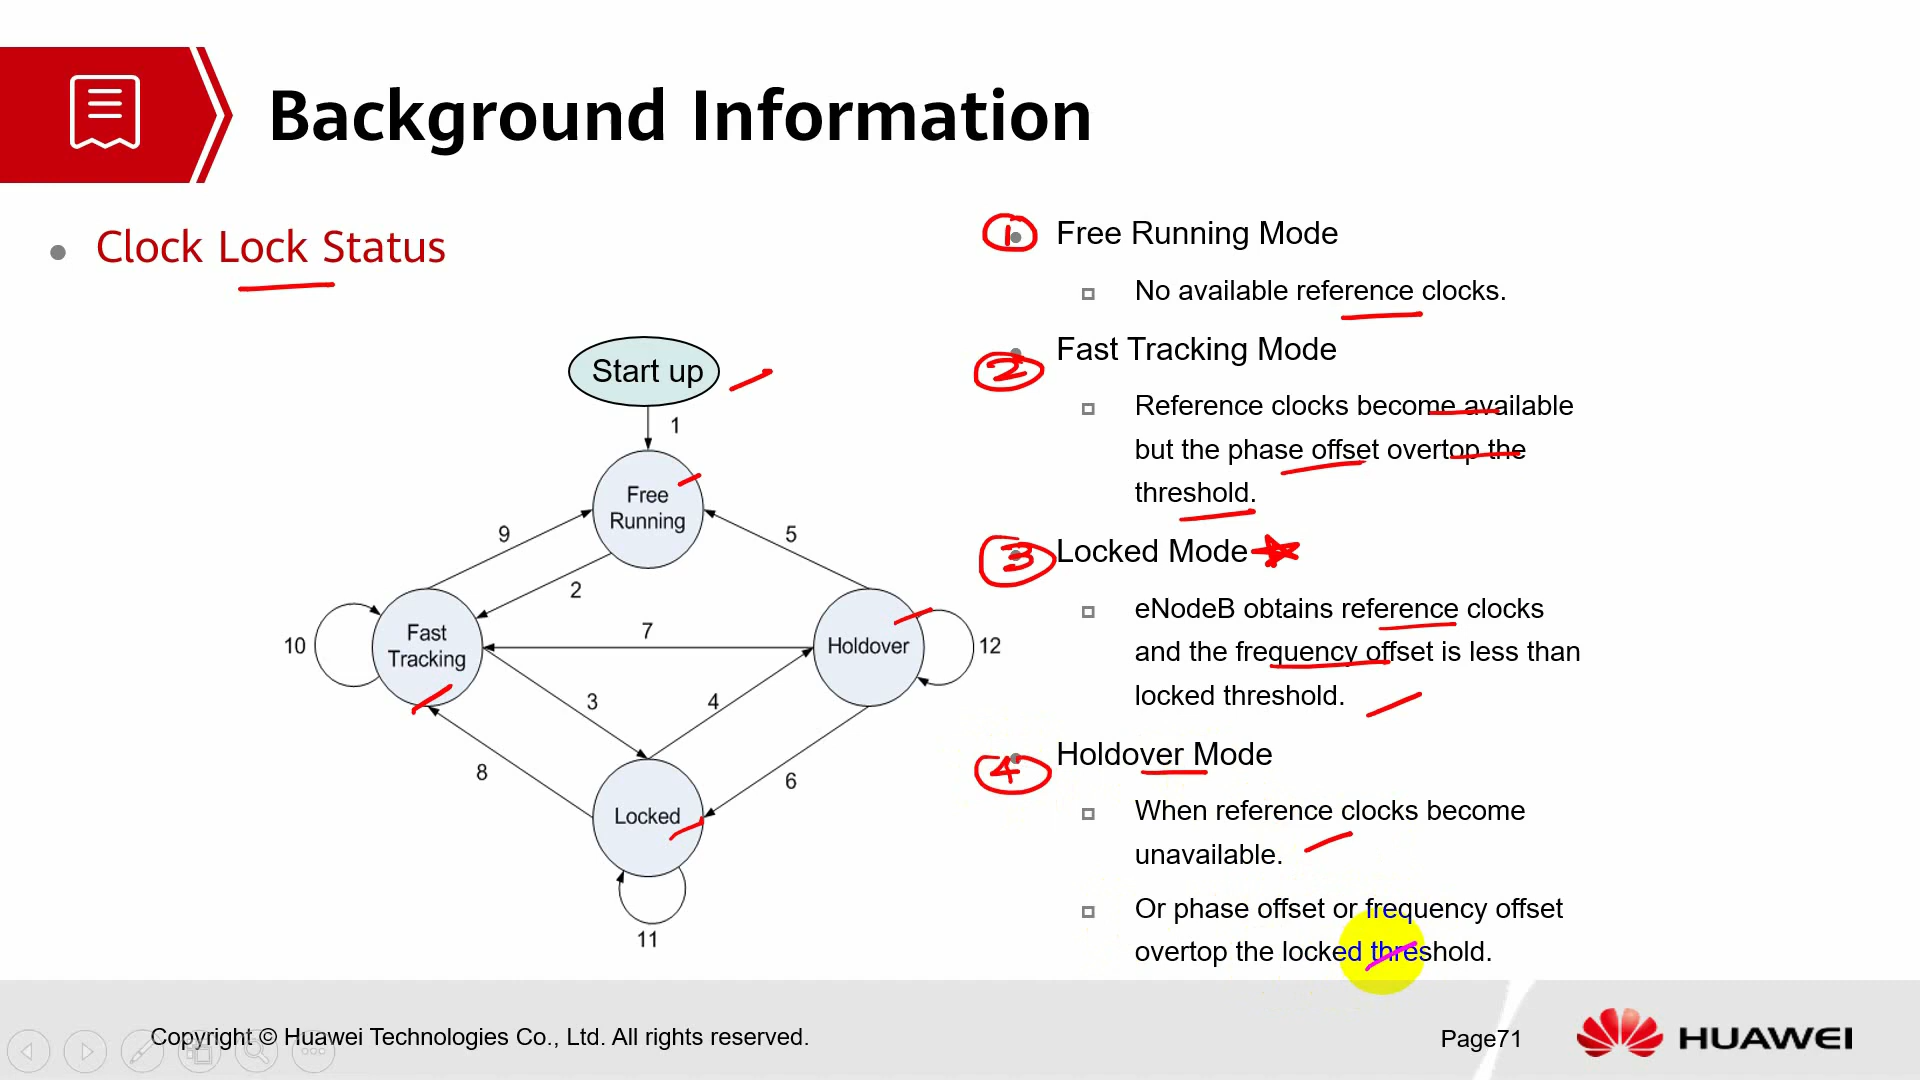 Background Information
Clock Lock Status
Start up
1
Free
Running
9
5
2
Fast
Tracking
10
7
Holdover
12
3
4
8
6
Locked
11
1
Free Running Mode
No available reference clocks.
2
Fast Tracking Mode
Reference clocks become available
but the phase offset overtop the
threshold.
3
Locked Mode
eNodeB obtains reference clocks
and the frequency offset is less than
locked threshold.
4
Holdover Mode
When reference clocks become
unavailable.
Or phase offset or frequency offset
overtop the locked threshold.
Copyright © Huawei Technologies Co., Ltd. All rights reserved.
Page71
HUAWEI